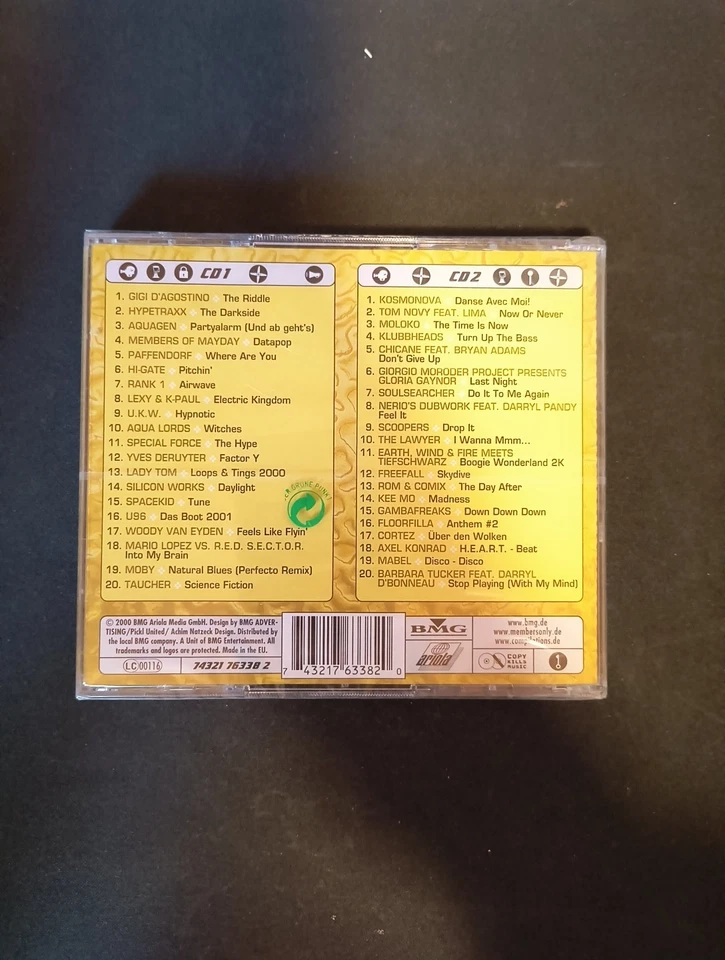 CD1
1. GIGI D'AGOSTINO The Riddle
2. HYPETRAXX The Darkside
3. AQUAGEN Partyalarm (Und ab geht's)
4. MEMBERS OF MAYDAY Datapop
5. PAFFENDORF Where Are You
6. HI-GATE Pitchin'
7. RANK 1 Airwave
8. LEXY & K-PAUL Electric Kingdom
9. U.K.W. Hypnotic
10. AQUA LORDS Witches
11. SPECIAL FORCE The Hype
12. YVES DERUYTER Factor Y
13. LADY TOM Loops & Tings 2000
14. SILICON WORKS Daylight
15. SPACEKID Tune
16. U96 Das Boot 2001
17. WOODY VAN EYDEN Feels Like Flyin'
18. MARIO LOPEZ VS. R.E.D. S.E.C.T.O.R.
Into My Brain
19. MOBY Natural Blues (Perfecto Remix)
20. TAUCHER Science Fiction
DER GRÜNE PUNKT
CD2
1. KOSMONOVA Danse Avec Moi!
2. TOM NOVY FEAT. LIMA Now Or Never
3. MOLOKO The Time Is Now
4. KLUBBHEADS Turn Up The Bass
5. CHICANE FEAT. BRYAN ADAMS
Don't Give Up
6. GIORGIO MORODER PROJECT PRESENTS
GLORIA GAYNOR Last Night
7. SOULSEARCHER Do It To Me Again
8. NERIO'S DUBWORK FEAT. DARRYL PANDY
Feel It
9. SCOOPERS Drop It
10. THE LAWYER I Wanna Mmm...
11. EARTH, WIND & FIRE MEETS
TIEFSCHWARZ Boogie Wonderland 2K
12. FREEFALL Skydive
13. ROM & COMIX The Day After
14. KEE MO Madness
15. GAMBAFREAKS Down Down Down
16. FLOORFILLA Anthem #2
17. CORTEZ Über den Wolken
18. AXEL KONRAD H.E.A.R.T. - Beat
19. MABEL Disco - Disco
20. BARBARA TUCKER FEAT. DARRYL
D'BONNEAU Stop Playing (With My Mind)
© 2000 BMG Ariola Media GmbH. Design by BMG ADVER-
TISING/Pickl United/ Achim Natzeck Design. Distributed by
the local BMG company. A Unit of BMG Entertainment. All
trademarks and logos are protected. Made in the EU.
LC 00116
74321 76338 2
7 43217 63382 0
BMG
ariola
www.bmg.de
www.membersonly.de
www.compilations.de
COPY
KILLS
MUSIC
1